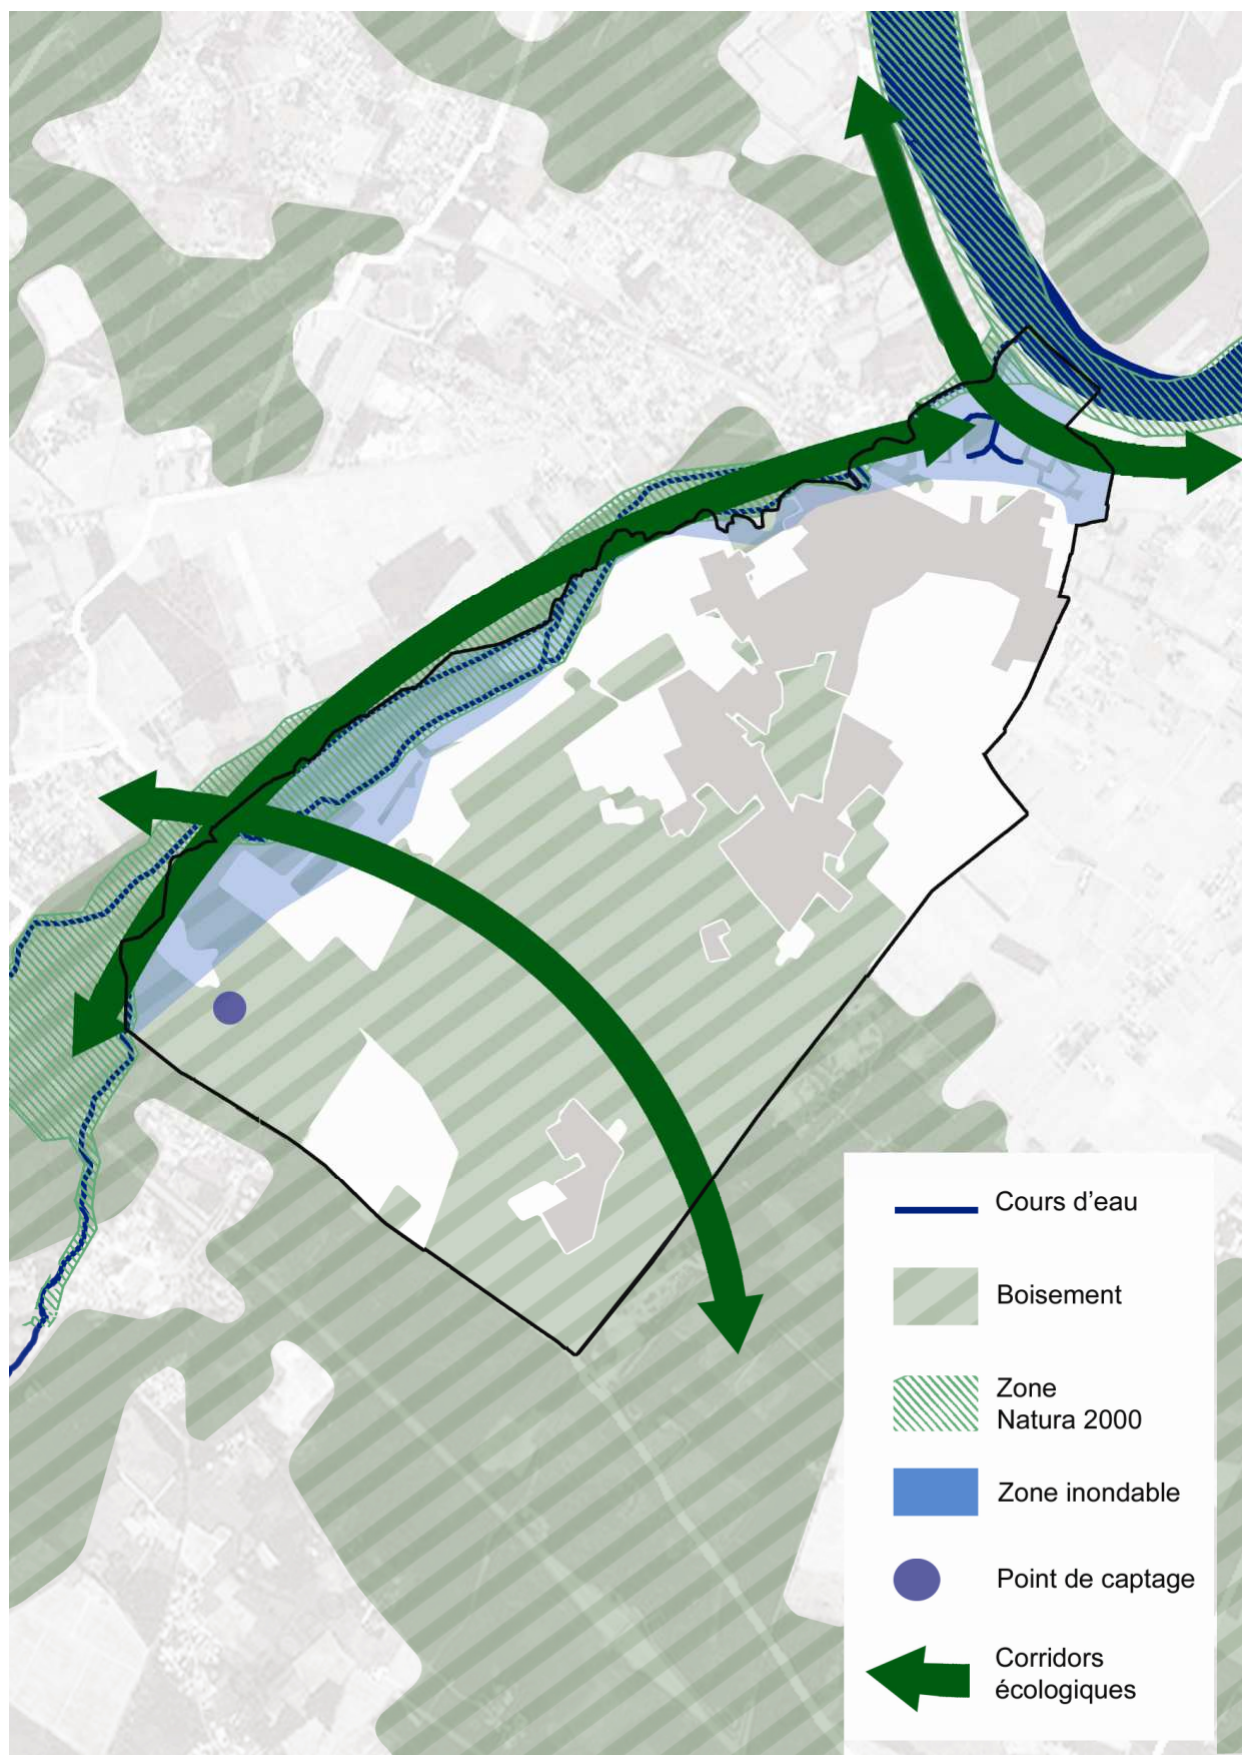 Cours d'eau
Boisement
Zone
Natura 2000
Zone inondable
Point de captage
Corridors
écologiques